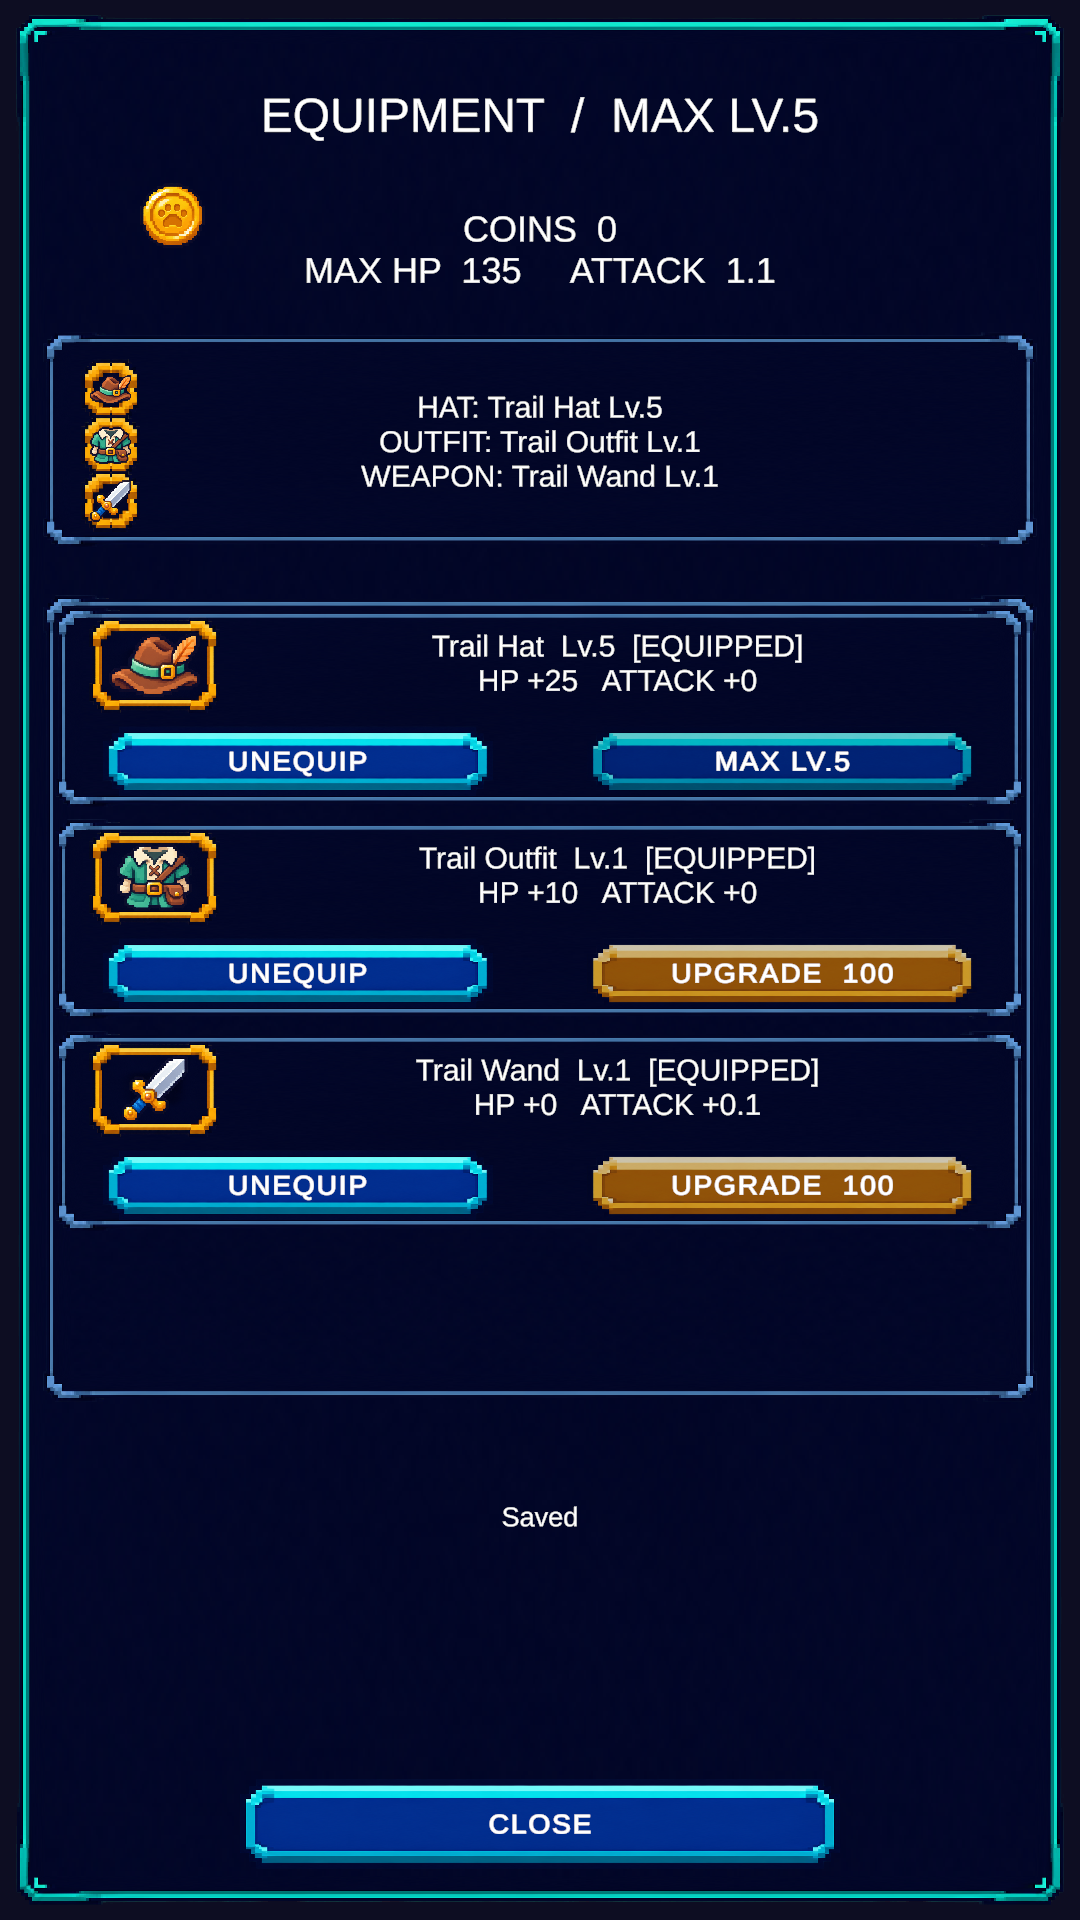 EQUIPMENT / MAX LV.5
COINS 0
MAX HP 135 ATTACK 1.1
HAT: Trail Hat Lv.5
OUTFIT: Trail Outfit Lv.1
WEAPON: Trail Wand Lv.1
Trail Hat Lv.5 [EQUIPPED]
HP +25 ATTACK +0
UNEQUIP MAX LV.5
Trail Outfit Lv.1 [EQUIPPED]
HP +10 ATTACK +0
UNEQUIP UPGRADE 100
Trail Wand Lv.1 [EQUIPPED]
HP +0 ATTACK +0.1
UNEQUIP UPGRADE 100
Saved
CLOSE